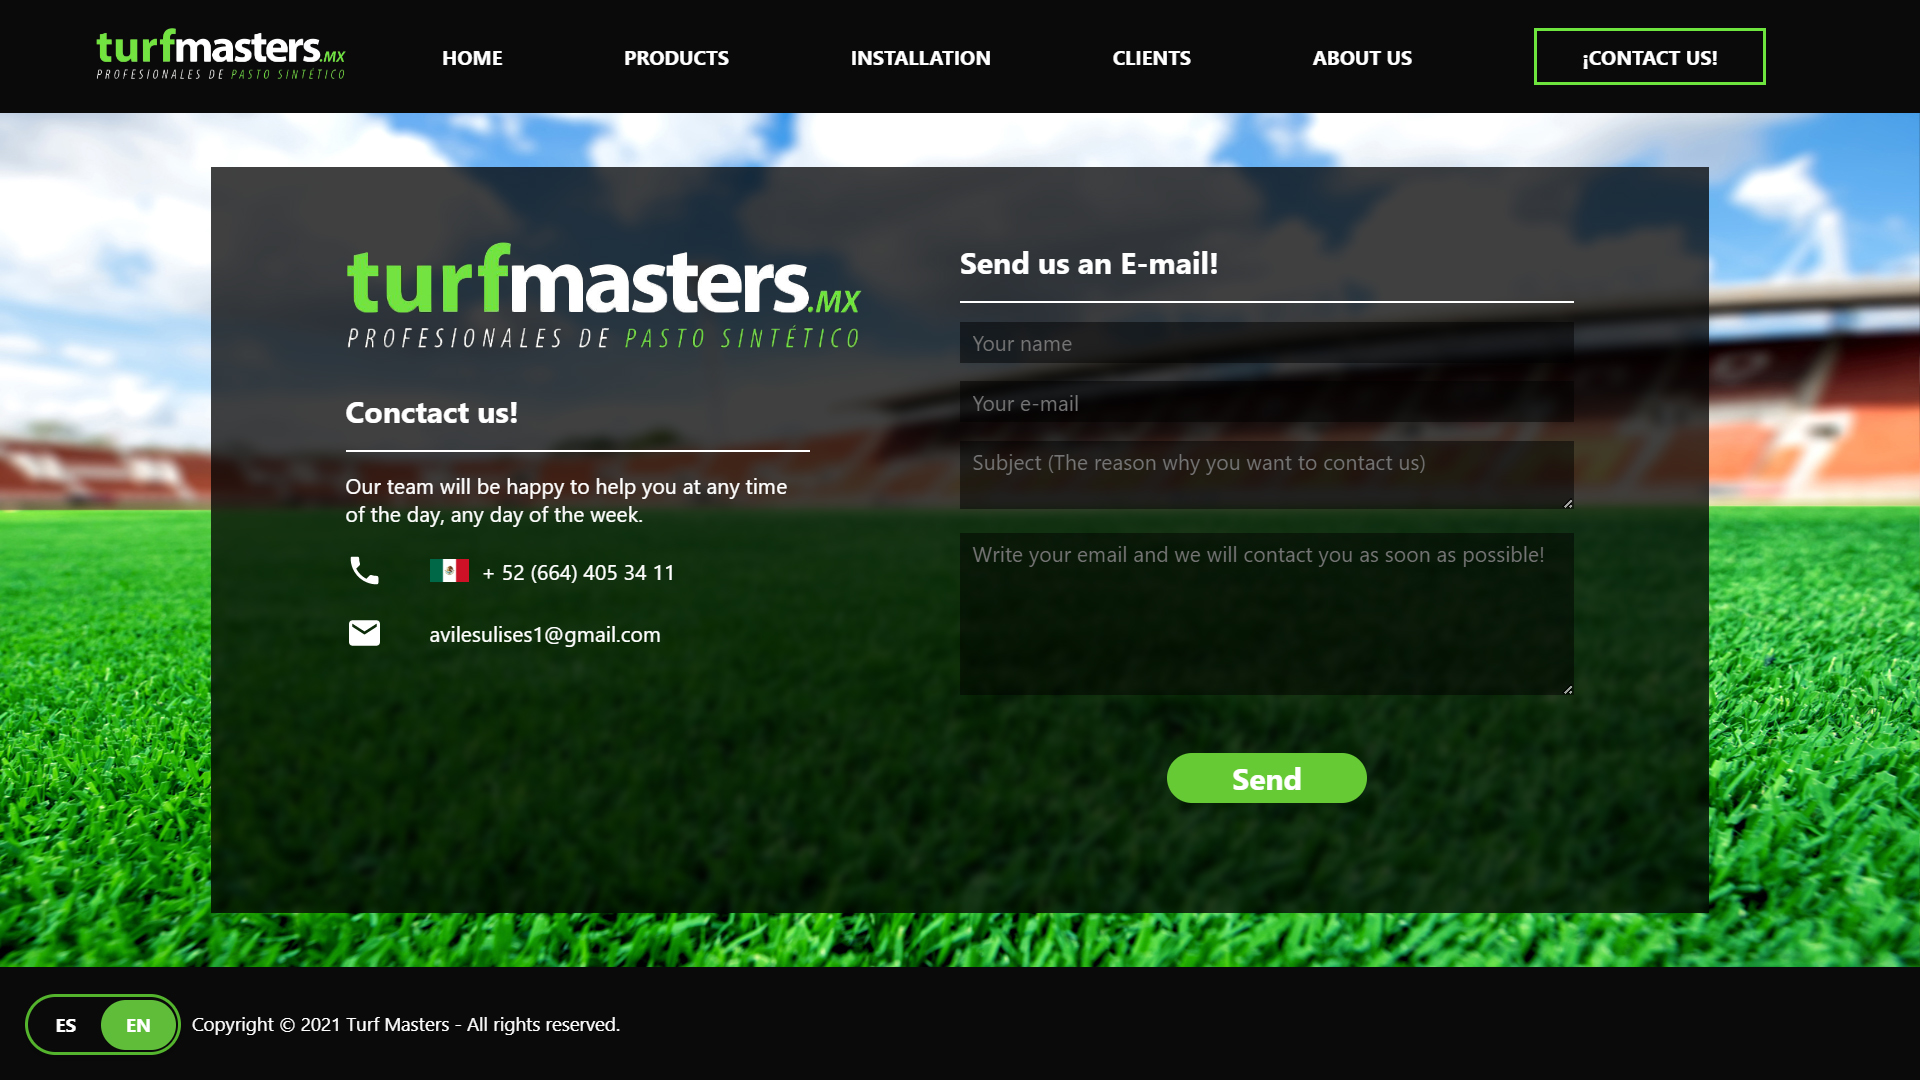 turfmasters.MX
PROFESIONALES DE PASTO SINTÉTICO
HOME
PRODUCTS
INSTALLATION
CLIENTS
ABOUT US
¡CONTACT US!
turfmasters.MX
PROFESIONALES DE PASTO SINTÉTICO
Conctact us!
Our team will be happy to help you at any time
of the day, any day of the week.
+ 52 (664) 405 34 11
avilesulises1@gmail.com
Send us an E-mail!
Your name
Your e-mail
Subject (The reason why you want to contact us)
Write your email and we will contact you as soon as possible!
Send
ES
EN
Copyright © 2021 Turf Masters - All rights reserved.